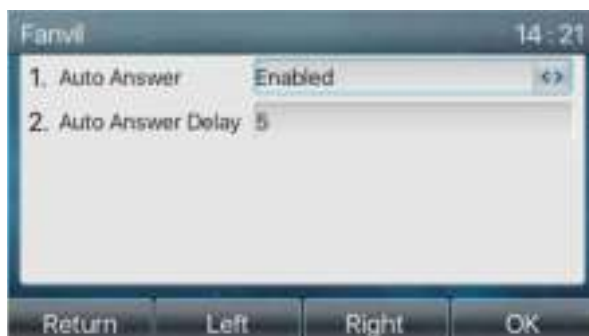 Fanvil 14:21
1. Auto Answer Enabled <>
2. Auto Answer Delay 5
Return Left Right OK